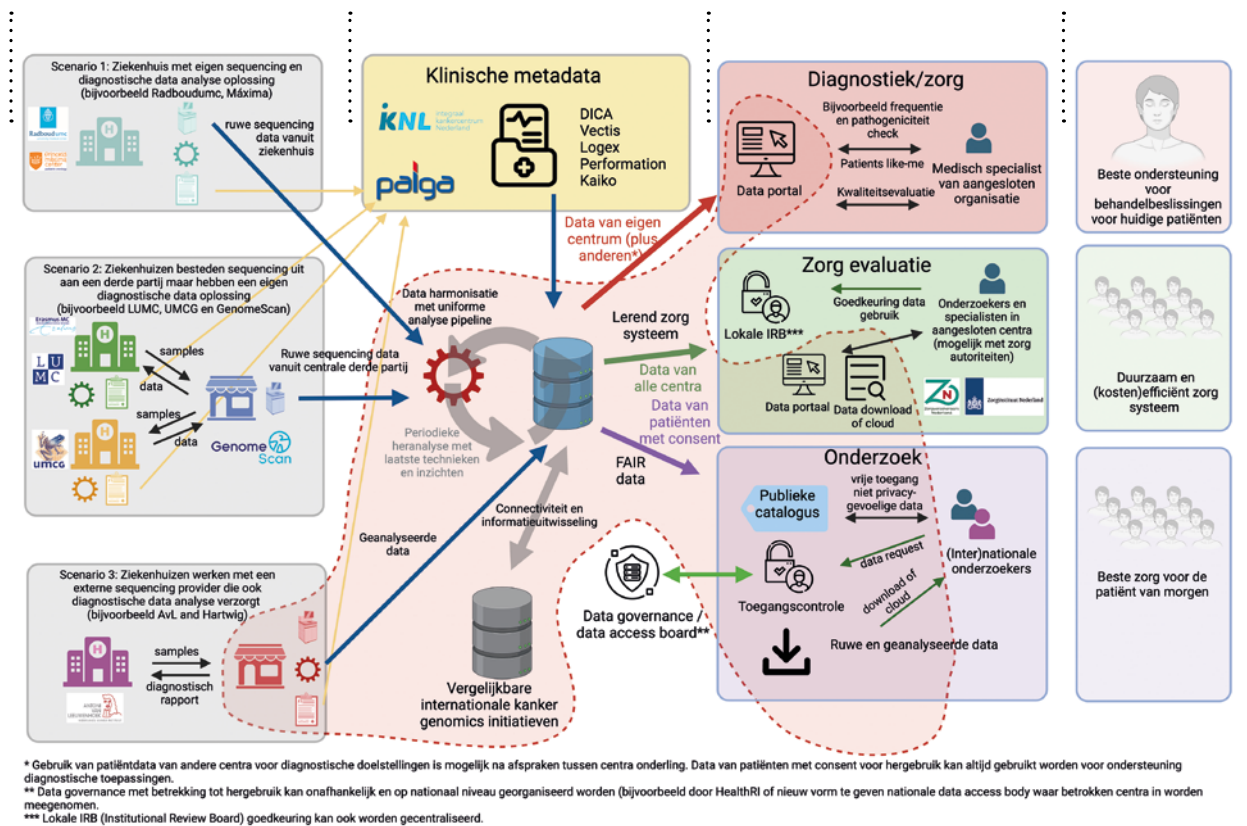 Scenario 1: Ziekenhuis met eigen sequencing en
diagnostische data analyse oplossing
(bijvoorbeeld Radboudumc, Máxima)
Radboudumc
ruwe sequencing
data vanuit
ziekenhuis
Scenario 2: Ziekenhuizen besteden sequencing uit
aan een derde partij maar hebben een eigen
diagnostische data oplossing
(bijvoorbeeld LUMC, UMCG en GenomeScan)
Erasmus MC
L U
M C
samples
data
samples
data
umcg
Genome
Scan
Ruwe sequencing data
vanuit centrale derde partij
Scenario 3: Ziekenhuizen werken met een
externe sequencing provider die ook
diagnostische data analyse verzorgt
(bijvoorbeeld AvL and Hartwig)
samples
diagnostisch
rapport
Klinische metadata
iKNL integraal
kankercentrum
Nederland
palga
DICA
Vectis
Logex
Performation
Kaiko
Data van eigen
centrum (plus
anderen*)
Data harmonisatie
met uniforme
analyse pipeline
Periodieke
heranalyse met
laatste technieken
en inzichten
Geanalyseerde
data
Connectiviteit en
informatieuitwisseling
Vergelijkbare
internationale kanker
genomics initiatieven
Lerend zorg
systeem
Data van
alle centra
Data van
patiënten
met consent
FAIR
data
Data governance /
data access board**
Diagnostiek/zorg
Data portal
Bijvoorbeeld frequentie
en pathogeniciteit
check
Patients like-me
Kwaliteitsevaluatie
Medisch specialist
van aangesloten
organisatie
Zorg evaluatie
Lokale IRB***
Goedkeuring data
gebruik
Onderzoekers en
specialisten in
aangesloten centra
(mogelijk met zorg
autoriteiten)
Data portaal
Data download
of cloud
ZN
Zorginstituut Nederland
Onderzoek
Publieke
catalogus
vrije toegang
niet privacy-
gevoelige data
(Inter)nationale
onderzoekers
data request
Toegangscontrole
download of
cloud
Ruwe en geanalyseerde data
Beste ondersteuning
voor
behandelbeslissingen
voor huidige patiënten
Duurzaam en
(kosten)efficiënt zorg
systeem
Beste zorg voor de
patiënt van morgen
* Gebruik van patiëntdata van andere centra voor diagnostische doelstellingen is mogelijk na afspraken tussen centra onderling. Data van patiënten met consent voor hergebruik kan altijd gebruikt worden voor ondersteuning
diagnostische toepassingen.
** Data governance met betrekking tot hergebruik kan onafhankelijk en op nationaal niveau georganiseerd worden (bijvoorbeeld door HealthRI of nieuw vorm te geven nationale data access body waar betrokken centra in worden
meegenomen.
*** Lokale IRB (Institutional Review Board) goedkeuring kan ook worden gecentraliseerd.